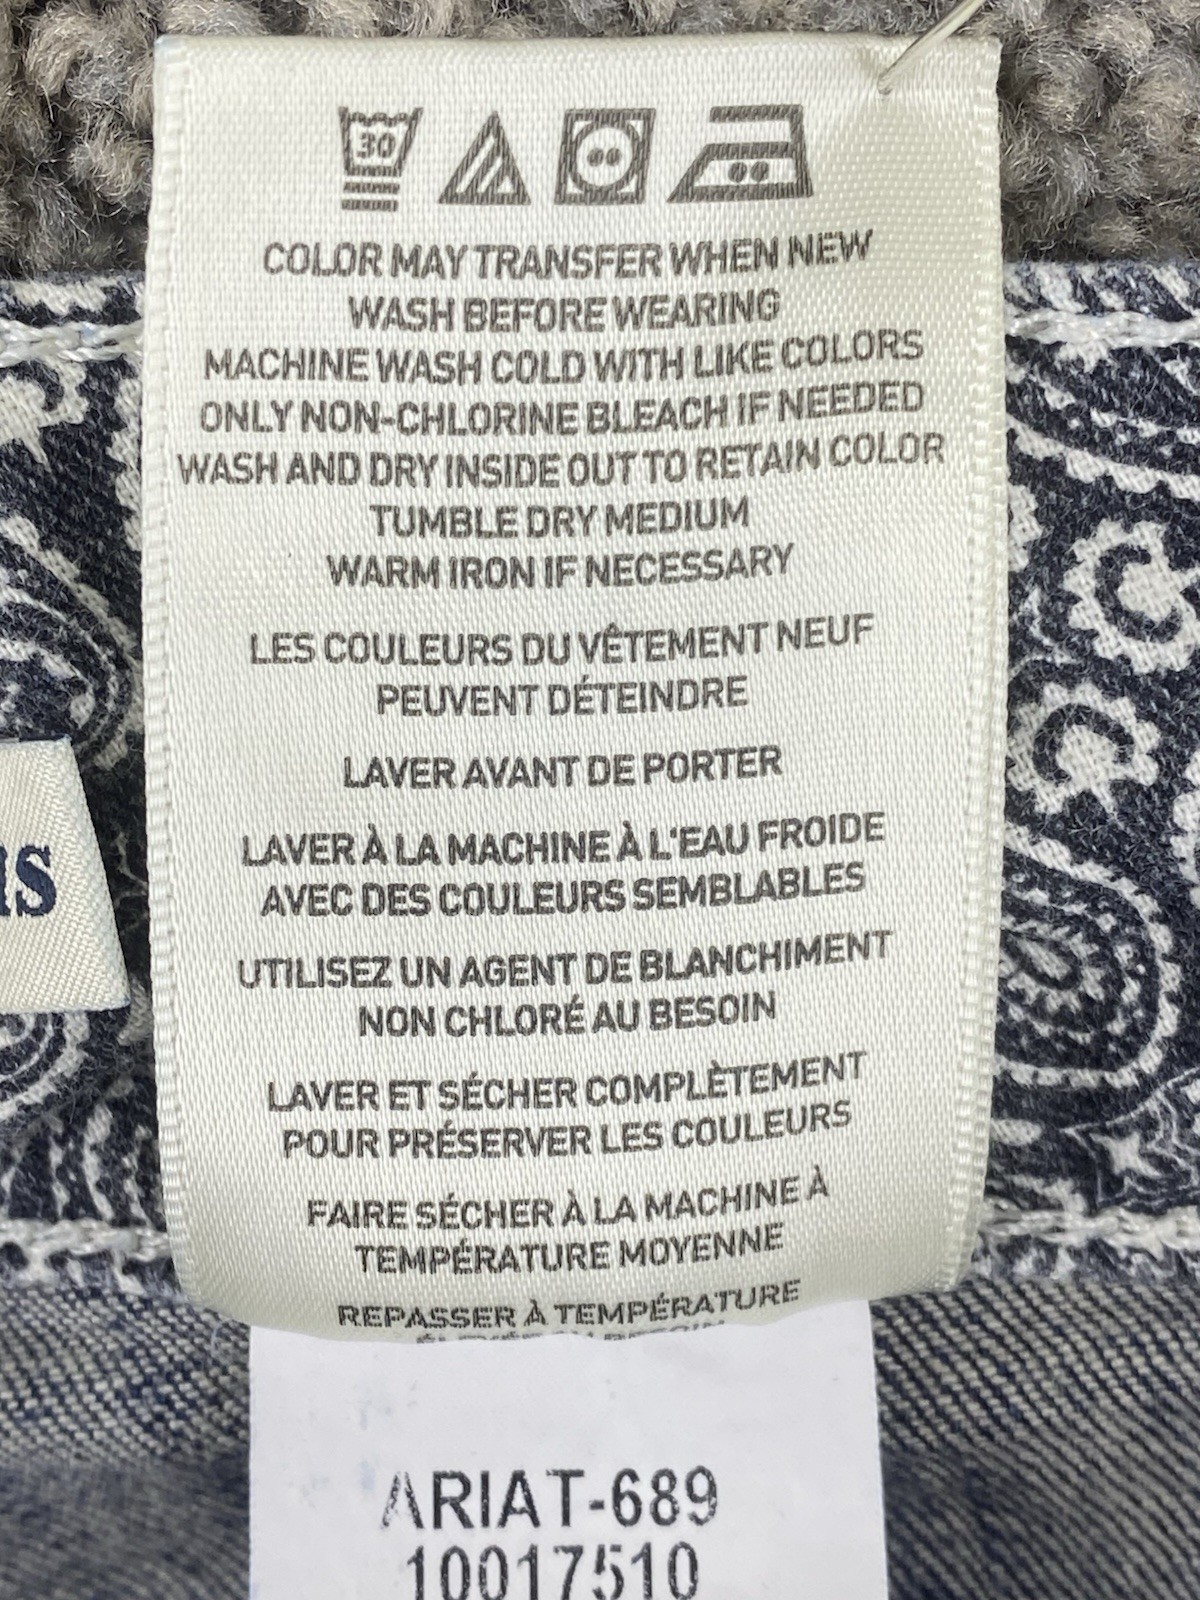 30
COLOR MAY TRANSFER WHEN NEW
WASH BEFORE WEARING
MACHINE WASH COLD WITH LIKE COLORS
ONLY NON-CHLORINE BLEACH IF NEEDED
WASH AND DRY INSIDE OUT TO RETAIN COLOR
TUMBLE DRY MEDIUM
WARM IRON IF NECESSARY
LES COULEURS DU VÊTEMENT NEUF
PEUVENT DÉTEINDRE
LAVER AVANT DE PORTER
LAVER À LA MACHINE À L'EAU FROIDE
AVEC DES COULEURS SEMBLABLES
UTILISEZ UN AGENT DE BLANCHIMENT
NON CHLORÉ AU BESOIN
LAVER ET SÉCHER COMPLÈTEMENT
POUR PRÉSERVER LES COULEURS
FAIRE SÉCHER À LA MACHINE À
TEMPÉRATURE MOYENNE
REPASSER À TEMPÉRATURE
ARIAT-689
10017510